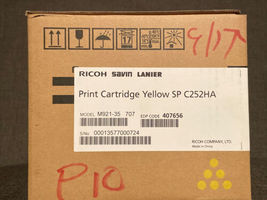 9/17
17
RICOH savin LANIER
Print Cartridge Yellow SP C252HA
MODEL M921-35 707 EDP CODE 407656
S/N 00013577000724
RICOH COMPANY, LTD.
Made in China
P10